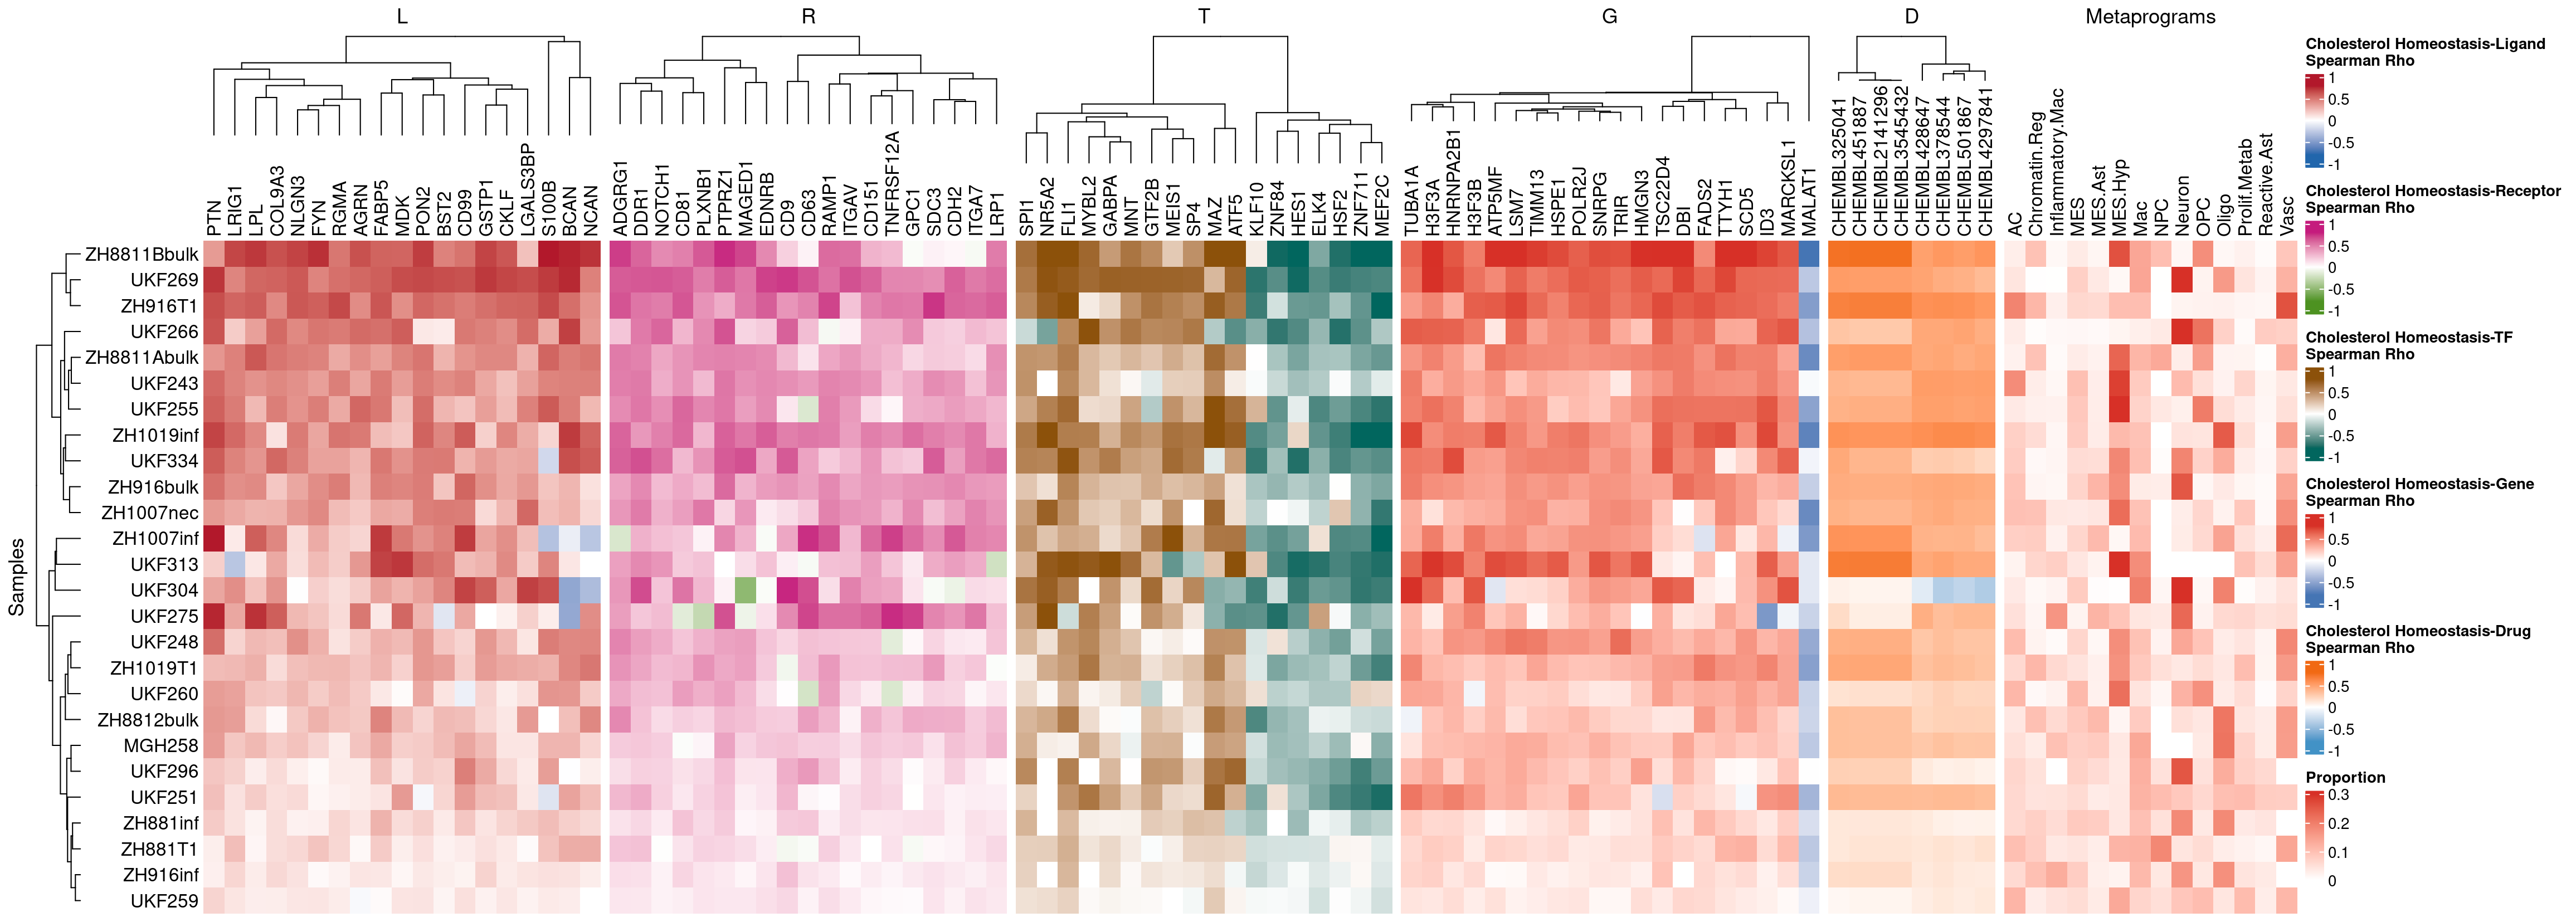 L
R
T
G
D
Metaprograms
PTN
LRIG1
LPL
COL9A3
NLGN3
FYN
RGMA
AGRN
FABP5
MDK
PON2
BST2
CD99
GSTP1
CKLF
LGALS3BP
S100B
BCAN
NCAN
ADGRG1
DDR1
NOTCH1
CD81
PLXNB1
PTPRZ1
MAGED1
EDNRB
CD9
CD63
RAMP1
ITGAV
CD151
TNFRSF12A
GPC1
SDC3
CDH2
ITGA7
LRP1
SPI1
NR5A2
FLI1
MYBL2
GABPA
MNT
GTF2B
MEIS1
SP4
MAZ
ATF5
KLF10
ZNF84
HES1
ELK4
HSF2
ZNF711
MEF2C
TUBA1A
H3F3A
HNRNPA2B1
H3F3B
ATP5MF
LSM7
TIMM13
HSPE1
POLR2J
SNRPG
TRIR
HMGN3
TSC22D4
DBI
FADS2
TTYH1
SCD5
ID3
MARCKSL1
MALAT1
CHEMBL325041
CHEMBL451887
CHEMBL2141296
CHEMBL3545432
CHEMBL428647
CHEMBL378544
CHEMBL501867
CHEMBL4297841
AC
Chromatin.Reg
Inflammatory.Mac
MES
MES.Ast
MES.Hyp
Mac
NPC
Neuron
OPC
Oligo
Prolif.Metab
Reactive.Ast
Vasc
Samples
ZH8811Bbulk
UKF269
ZH916T1
UKF266
ZH8811Abulk
UKF243
UKF255
ZH1019inf
UKF334
ZH916bulk
ZH1007nec
ZH1007inf
UKF313
UKF304
UKF275
UKF248
ZH1019T1
UKF260
ZH8812bulk
MGH258
UKF296
UKF251
ZH881inf
ZH881T1
ZH916inf
UKF259
Cholesterol Homeostasis-Ligand
Spearman Rho
1
0.5
0
-0.5
-1
Cholesterol Homeostasis-Receptor
Spearman Rho
1
0.5
0
-0.5
-1
Cholesterol Homeostasis-TF
Spearman Rho
1
0.5
0
-0.5
-1
Cholesterol Homeostasis-Gene
Spearman Rho
1
0.5
0
-0.5
-1
Cholesterol Homeostasis-Drug
Spearman Rho
1
0.5
0
-0.5
-1
Proportion
0.3
0.2
0.1
0